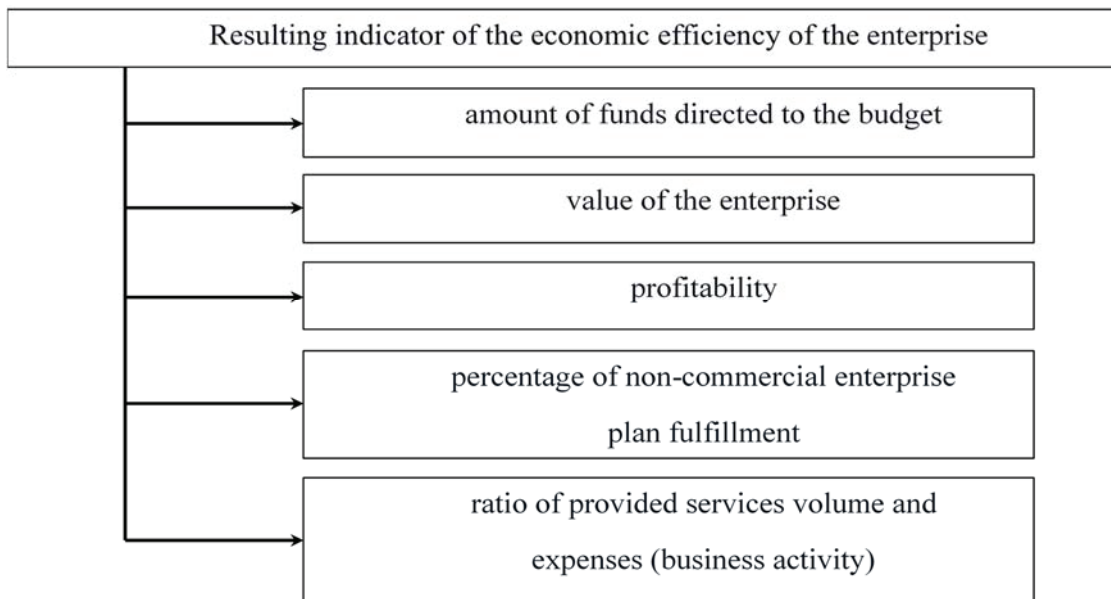 Resulting indicator of the economic efficiency of the enterprise
amount of funds directed to the budget
value of the enterprise
profitability
percentage of non-commercial enterprise
plan fulfillment
ratio of provided services volume and
expenses (business activity)